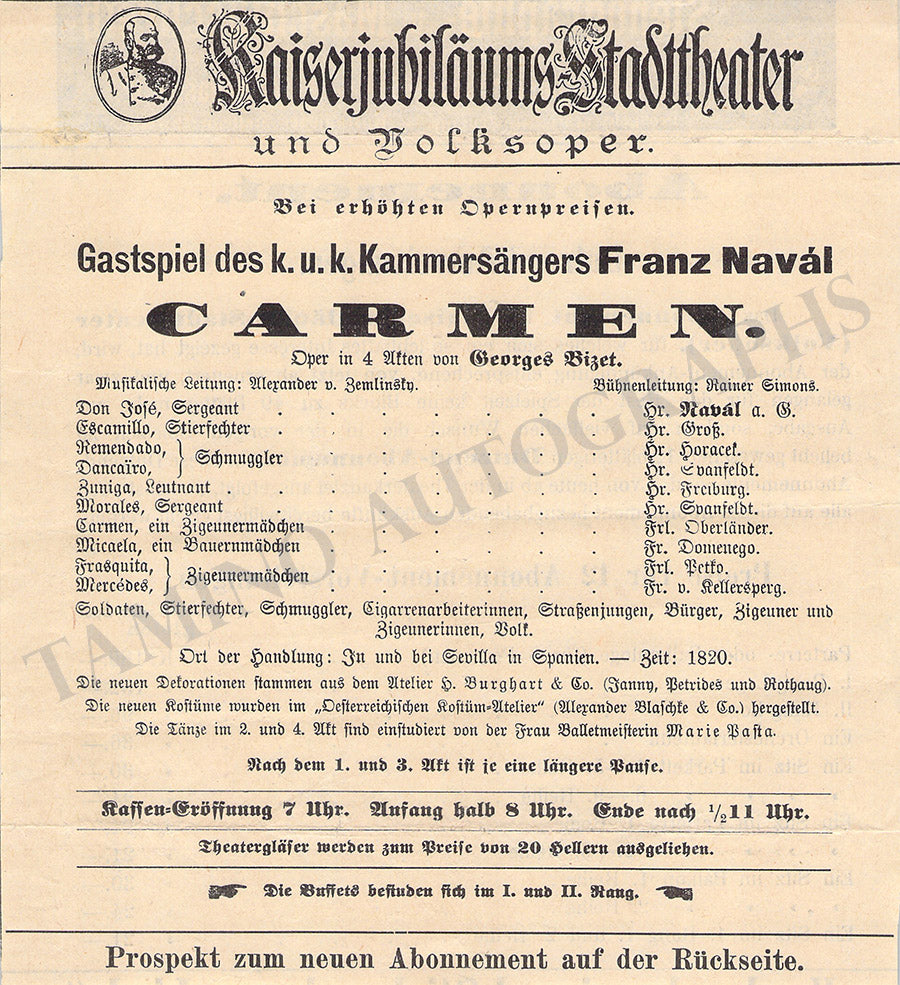 Kaiserjubiläums-Stadttheater
und Volksoper.
Bei erhöhten Opernpreisen.
Gastspiel des k. u. k. Kammersängers Franz Navál
CARMEN.
Oper in 4 Akten von Georges Bizet.
Musikalische Leitung: Alexander v. Zemlinsky. Bühnenleitung: Rainer Simons.
Don José, Sergeant . . . . . . Hr. Navál a. G.
Escamillo, Stierfechter . . . . . . Hr. Groß.
Remendado, } Schmuggler . . . . . . Hr. Horacek.
Dancaïro, Hr. Svanfeldt.
Zuniga, Leutnant . . . . . . Hr. Freiburg.
Morales, Sergeant . . . . . . Hr. Svanfeldt.
Carmen, ein Zigeunermädchen . . . . . Frl. Oberländer.
Micaela, ein Bauernmädchen . . . . . Fr. Domenego.
Frasquita, } Zigeunermädchen . . . . . Frl. Petko.
Mercédes, Fr. v. Kellersperg.
Soldaten, Stierfechter, Schmuggler, Cigarrenarbeiterinnen, Straßenjungen, Bürger, Zigeuner und
Zigeunerinnen, Volk.
Ort der Handlung: In und bei Sevilla in Spanien. — Zeit: 1820.
Die neuen Dekorationen stammen aus dem Atelier H. Burghart & Co. (Janny, Petrides und Rothaug).
Die neuen Kostüme wurden im „Oesterreichischen Kostüm-Atelier" (Alexander Blaschke & Co.) hergestellt.
Die Tänze im 2. und 4. Akt sind einstudiert von der Frau Balletmeisterin Marie Pasta.
Nach dem 1. und 3. Akt ist je eine längere Pause.
Kassen-Eröffnung 7 Uhr. Anfang halb 8 Uhr. Ende nach 1/2 11 Uhr.
Theatergläser werden zum Preise von 20 Hellern ausgeliehen.
Die Buffets befinden sich im I. und II. Rang.
Prospekt zum neuen Abonnement auf der Rückseite.
TAMINO AUTOGRAPHS